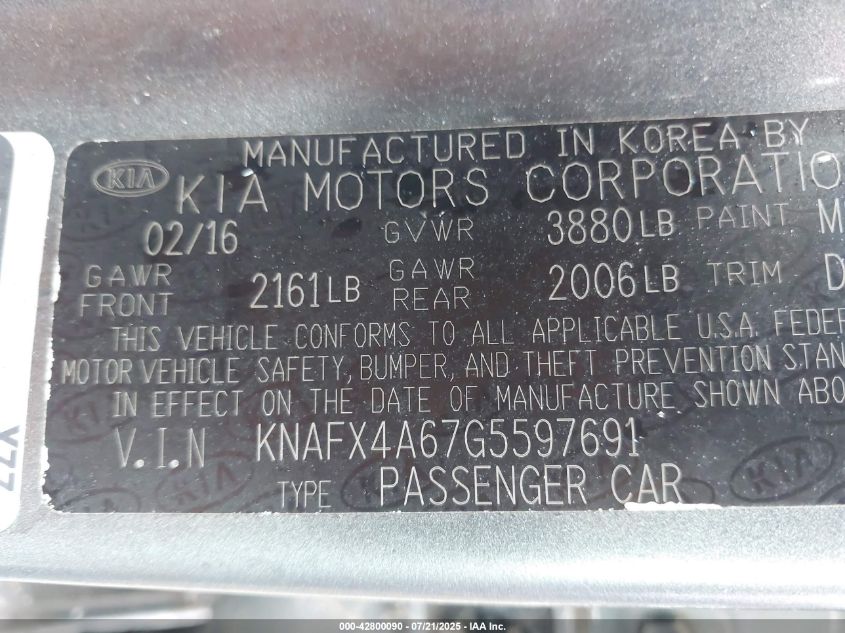 MANUFACTURED IN KOREA BY
KIA KIA MOTORS CORPORATIO
02/16 GVWR 3880LB PAINT M
GAWR FRONT 2161LB GAWR REAR 2006LB TRIM D
THIS VEHICLE CONFORMS TO ALL APPLICABLE U.S.A. FEDER
MOTOR VEHICLE SAFETY, BUMPER, AND THEFT PREVENTION STAN
IN EFFECT ON THE DATE OF MANUFACTURE SHOWN ABO
V.I.N KNAFX4A67G5597691
TYPE PASSENGER CAR
000-42800090 - 07/21/2025 - IAA Inc.